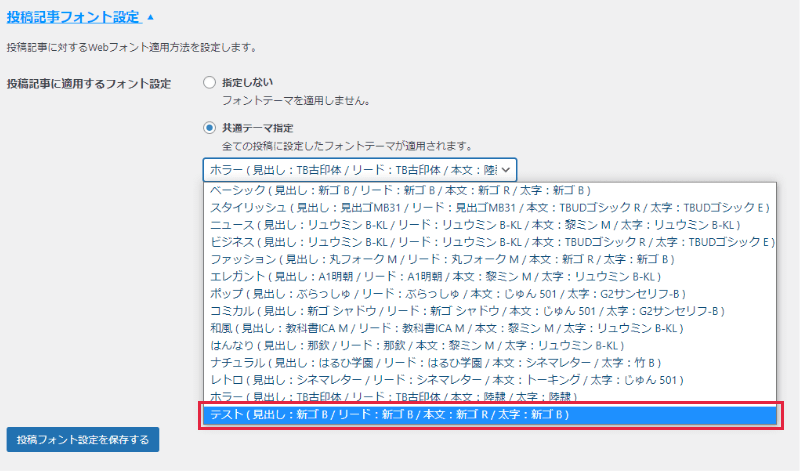 投稿記事フォント設定 ▲
投稿記事に対するWebフォント適用方法を設定します。
投稿記事に適用するフォント設定
指定しない
フォントテーマを適用しません。
共通テーマ指定
全ての投稿に設定したフォントテーマが適用されます。
ホラー ( 見出し：TB古印体 / リード：TB古印体 / 本文：陸
ベーシック ( 見出し：新ゴ B / リード：新ゴ B / 本文：新ゴ R / 太字：新ゴ B )
スタイリッシュ ( 見出し：見出ゴMB31 / リード：見出ゴMB31 / 本文：TBUDゴシック R / 太字：TBUDゴシック E )
ニュース ( 見出し：リュウミン B-KL / リード：リュウミン B-KL / 本文：黎ミン M / 太字：リュウミン B-KL )
ビジネス ( 見出し：リュウミン B-KL / リード：リュウミン B-KL / 本文：TBUDゴシック R / 太字：TBUDゴシック E )
ファッション ( 見出し：丸フォーク M / リード：丸フォーク M / 本文：新ゴ R / 太字：新ゴ B )
エレガント ( 見出し：A1明朝 / リード：A1明朝 / 本文：黎ミン M / 太字：リュウミン B-KL )
ポップ ( 見出し：ぶらっしゅ / リード：ぶらっしゅ / 本文：じゅん 501 / 太字：G2サンセリフ-B )
コミカル ( 見出し：新ゴ シャドウ / リード：新ゴ シャドウ / 本文：じゅん 501 / 太字：G2サンセリフ-B )
和風 ( 見出し：教科書ICA M / リード：教科書ICA M / 本文：黎ミン M / 太字：リュウミン B-KL )
はんなり ( 見出し：那欽 / リード：那欽 / 本文：黎ミン M / 太字：リュウミン B-KL )
ナチュラル ( 見出し：はるひ学園 / リード：はるひ学園 / 本文：シネマレター / 太字：竹 B )
レトロ ( 見出し：シネマレター / リード：シネマレター / 本文：トーキング / 太字：じゅん 501 )
ホラー ( 見出し：TB古印体 / リード：TB古印体 / 本文：陸隷 / 太字：陸隷 )
テスト ( 見出し：新ゴ B / リード：新ゴ B / 本文：新ゴ R / 太字：新ゴ B )
投稿フォント設定を保存する